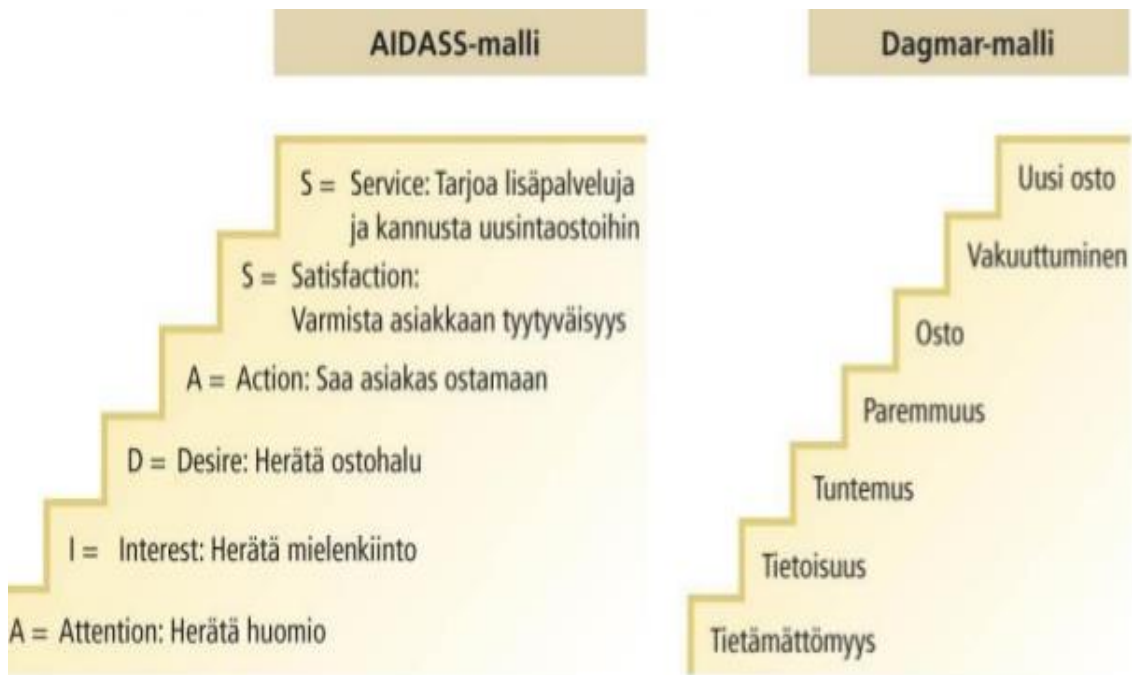 AIDASS-malli
S = Service: Tarjoa lisäpalveluja
ja kannusta uusintaostoihin
S = Satisfaction:
Varmista asiakkaan tyytyväisyys
A = Action: Saa asiakas ostamaan
D = Desire: Herätä ostohalu
I = Interest: Herätä mielenkiinto
A = Attention: Herätä huomio
Dagmar-malli
Uusi osto
Vakuuttuminen
Osto
Paremmuus
Tuntemus
Tietoisuus
Tietämättömyys